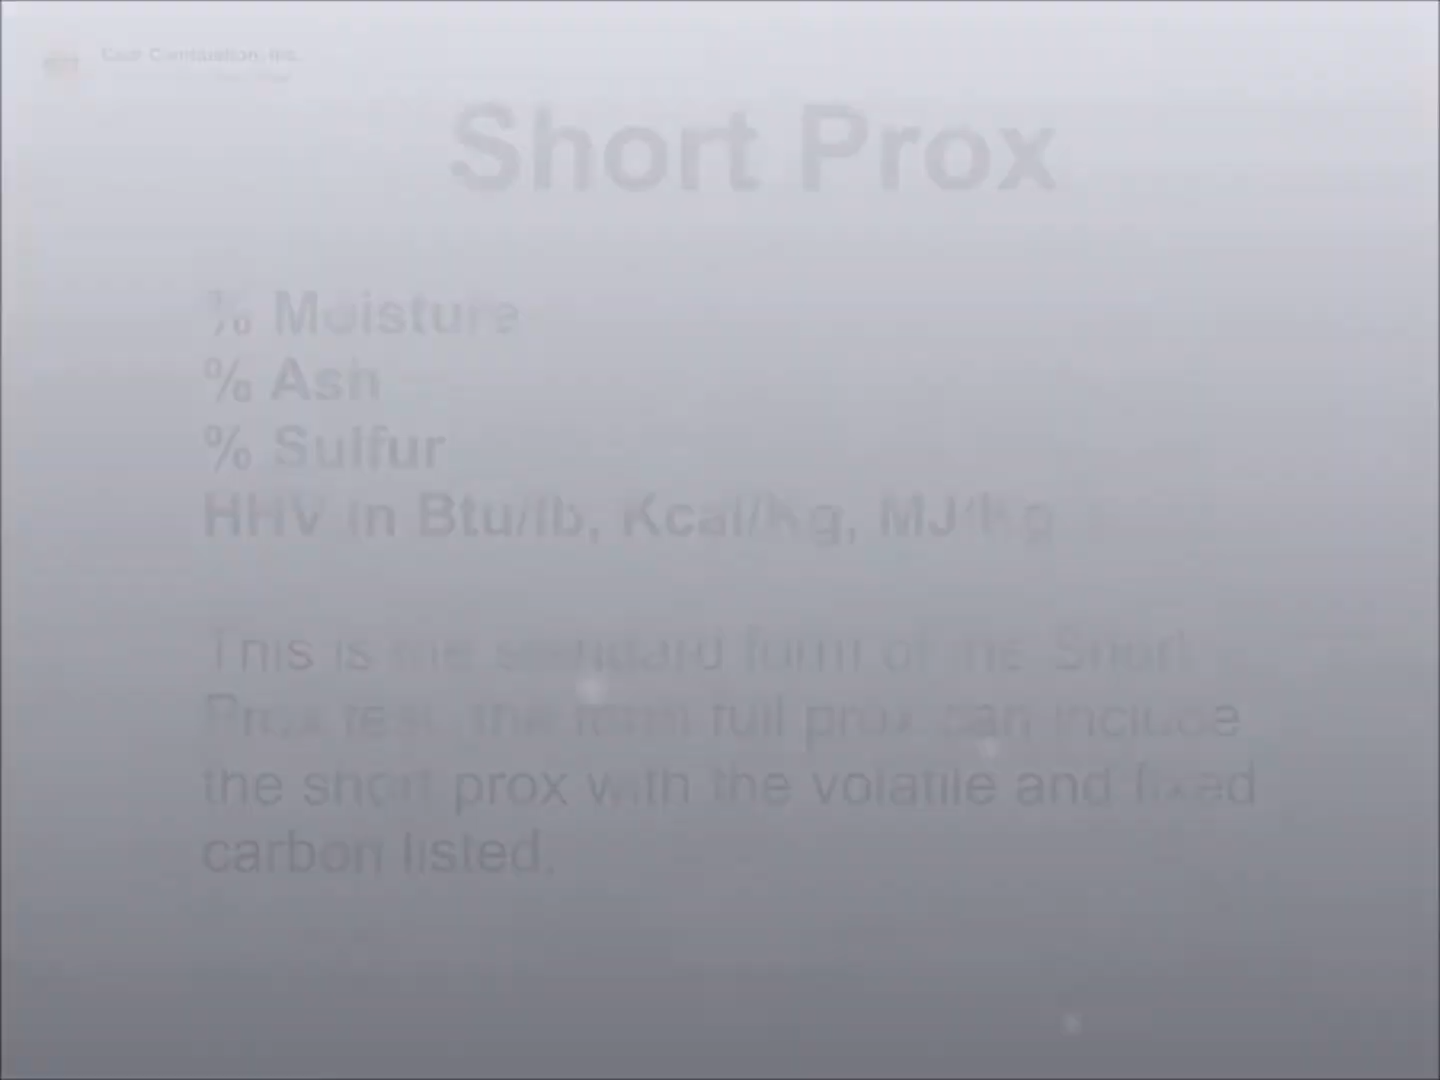 Short Prox
% Moisture
% Ash
% Sulfur
HHV in Btu/lb, Kcal/Kg, MJ/Kg
This is the standard form of the Short
Prox test, the full prox can include
the short prox with the volatile and fixed
carbon listed.